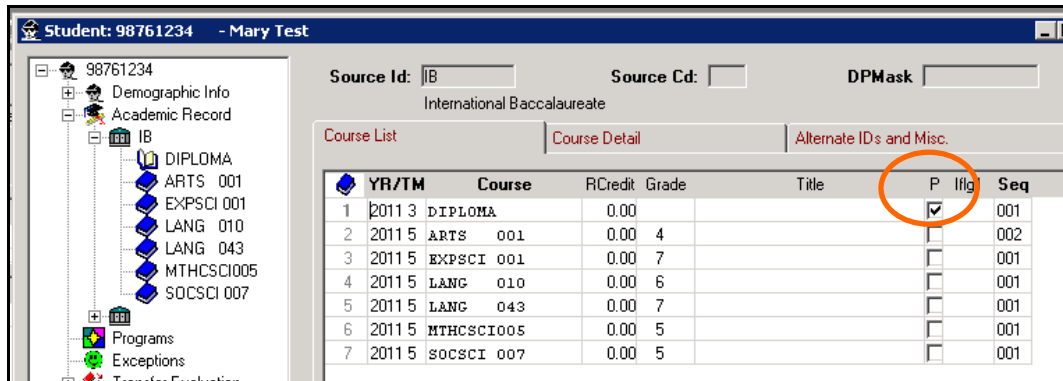 Student: 98761234 - Mary Test
98761234
Demographic Info
Academic Record
IB
DIPLOMA
ARTS 001
EXPSCI 001
LANG 010
LANG 043
MTHCSCI005
SOCSCI 007
Programs
Exceptions
Transfer Evaluation
Source Id: IB Source Cd: DPMask
International Baccalaureate
Course List Course Detail Alternate IDs and Misc.
YR/TM Course RCredit Grade Title P Iflg Seq
1 2011 3 DIPLOMA 0.00 001
2 2011 5 ARTS 001 0.00 4 002
3 2011 5 EXPSCI 001 0.00 7 001
4 2011 5 LANG 010 0.00 6 001
5 2011 5 LANG 043 0.00 7 001
6 2011 5 MTHCSCI005 0.00 5 001
7 2011 5 SOCSCI 007 0.00 5 001